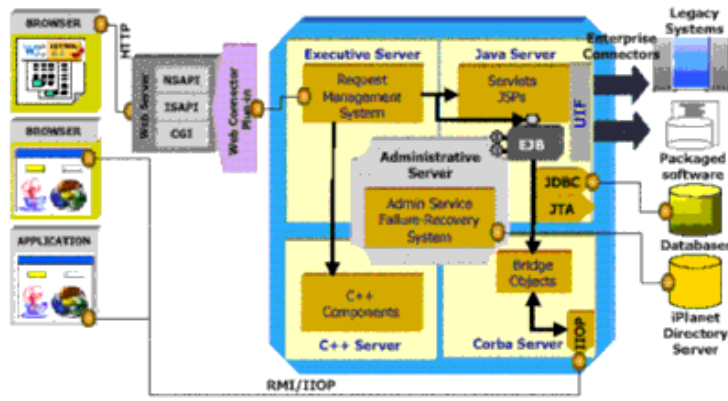 BROWSER
HTTP
BROWSER
APPLICATION
Web Server
NSAPI
ISAPI
CGI
Web Connector
Plug-in
Executive Server
Request
Management
System
Java Server
Servlets
JSPs
UIF
EJB
Administrative
Server
Admin Service
Failure-Recovery
System
JDBC
JTA
C++
Components
C++ Server
Bridge
Objects
IIOP
Corba Server
RMI/IIOP
Enterprise
Connectors
Legacy
Systems
Packaged
software
Databases
iPlanet
Directory
Server